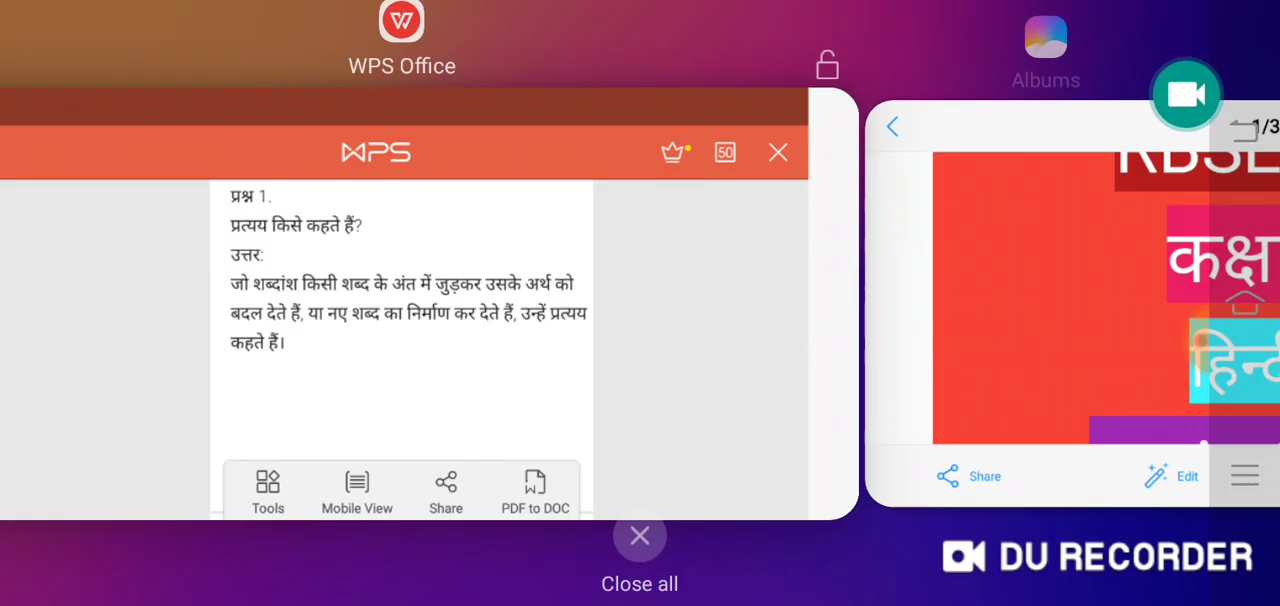 WPS Office
Albums
WPS
50
1/3
प्रश्न 1.
प्रत्यय किसे कहते हैं?
उत्तर:
जो शब्दांश किसी शब्द के अंत में जुड़कर उसके अर्थ को
बदल देते हैं, या नए शब्द का निर्माण कर देते हैं, उन्हें प्रत्यय
कहते हैं।
Tools
Mobile View
Share
PDF to DOC
RBSE
कक्षा
Share
Edit
Close all
DU RECORDER